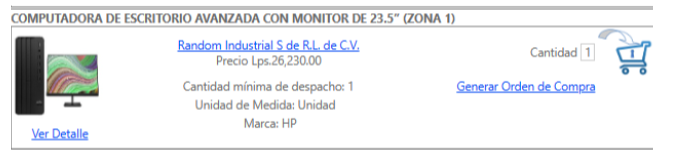 COMPUTADORA DE ESCRITORIO AVANZADA CON MONITOR DE 23.5" (ZONA 1)
Random Industrial S de R.L. de C.V.
Precio Lps.26,230.00
Cantidad mínima de despacho: 1
Unidad de Medida: Unidad
Marca: HP
Ver Detalle
Cantidad 1
1
Generar Orden de Compra